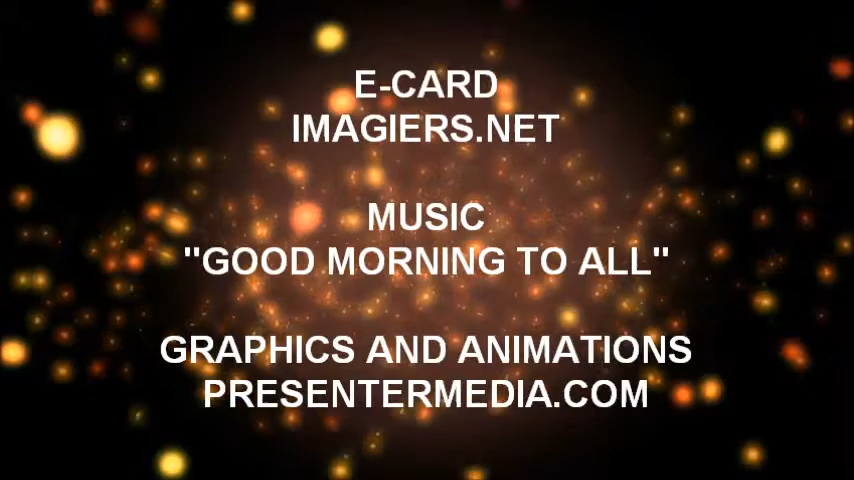 E-CARD
IMAGIERS.NET
MUSIC
"GOOD MORNING TO ALL"
GRAPHICS AND ANIMATIONS
PRESENTERMEDIA.COM